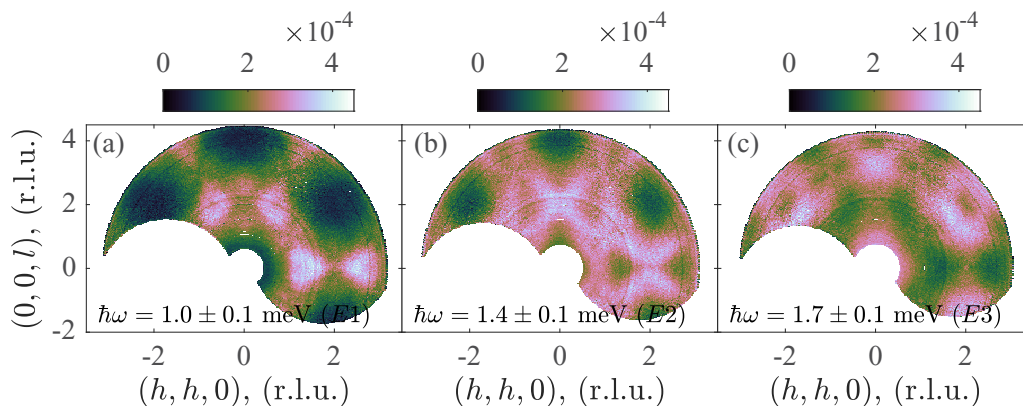 ×10⁻⁴ ×10⁻⁴ ×10⁻⁴
0 2 4 0 2 4 0 2 4
(a) (b) (c)
4
2
0
-2
(0, 0, l), (r.l.u.)
ħω = 1.0 ± 0.1 meV (E1) ħω = 1.4 ± 0.1 meV (E2) ħω = 1.7 ± 0.1 meV (E3)
-2 0 2 -2 0 2 -2 0 2
(h, h, 0), (r.l.u.) (h, h, 0), (r.l.u.) (h, h, 0), (r.l.u.)